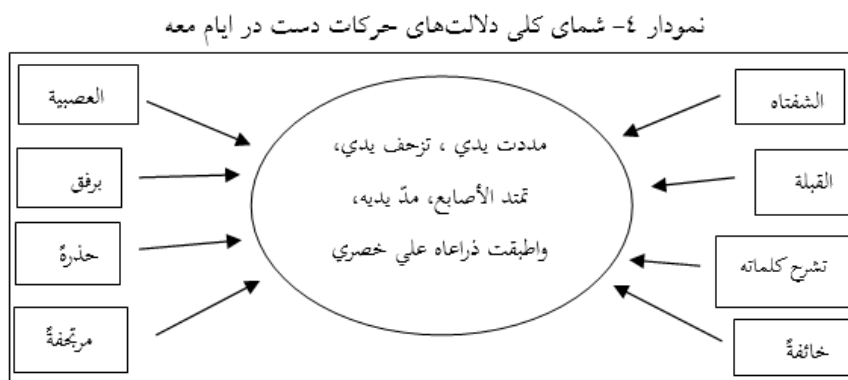 نمودار ٤- شمای کلی دلالت‌های حرکات دست در ایام معه
الشفتاه
القبلة
تشرح كلماته
خائفةٌ
مددت يدي ، تزحف يدي،
تمتد الأصابع، مدّ يديه،
واطبقت ذراعاه علي خصري
العصبية
برفق
حذرهٌ
مرتجفةٌ